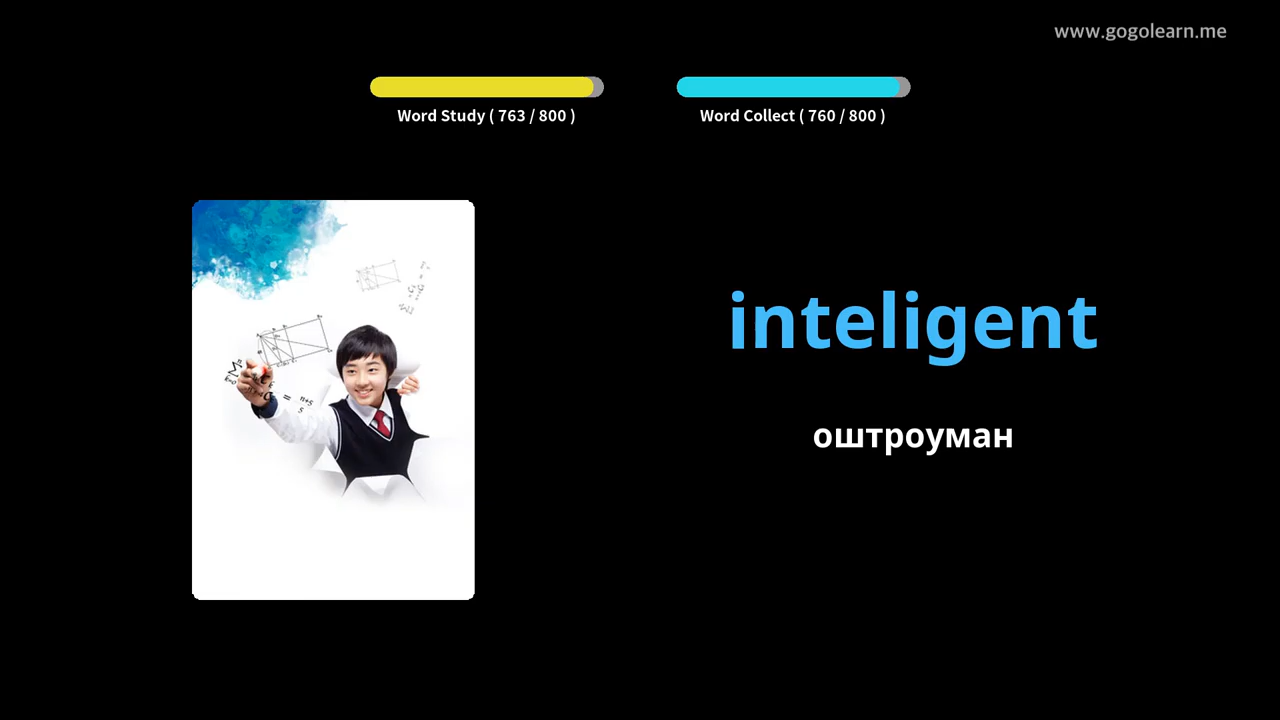 www.gogolearn.me
Word Study ( 763 / 800 )
Word Collect ( 760 / 800 )
inteligent
оштроуман